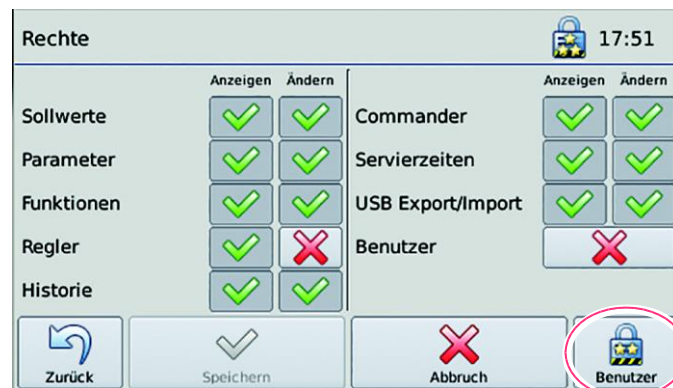 Rechte 17:51
Anzeigen Ändern Anzeigen Ändern
Sollwerte Commander
Parameter Servierzeiten
Funktionen USB Export/Import
Regler Benutzer
Historie
Zurück Speichern Abbruch Benutzer